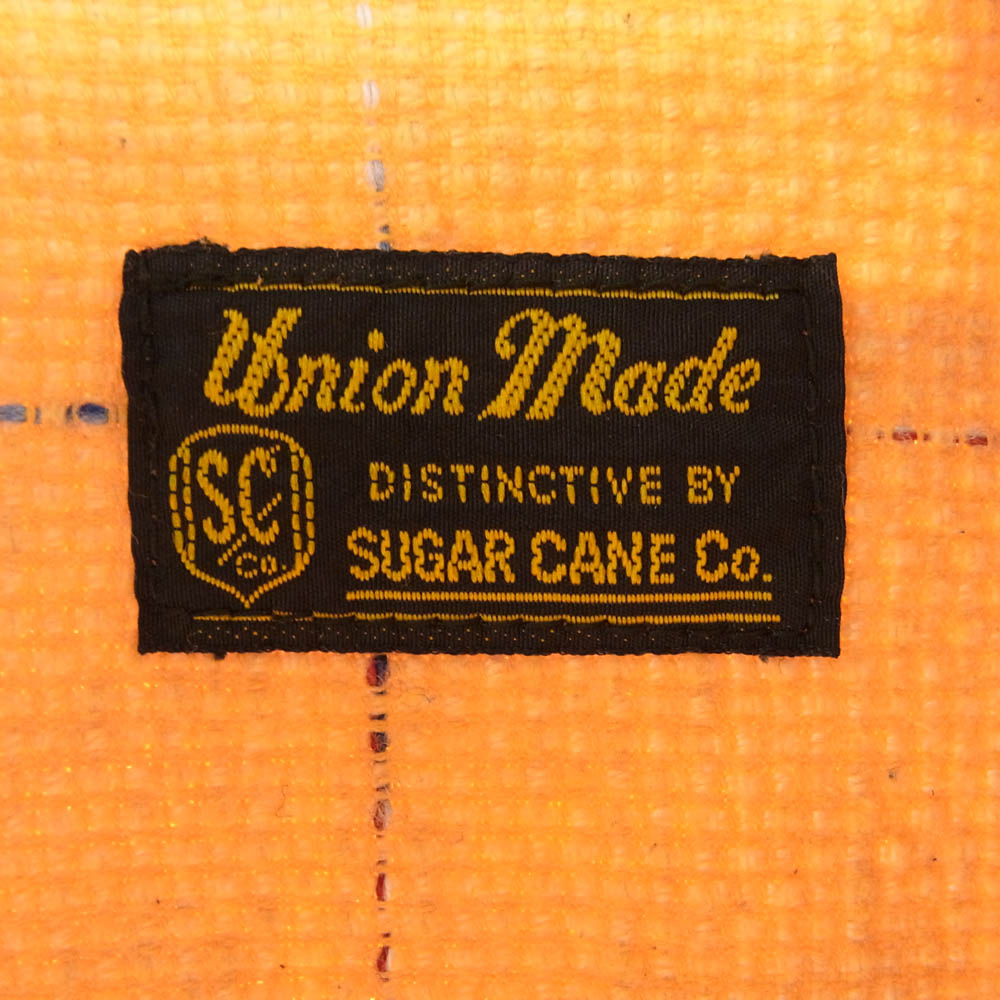 Union Made
SC/Co.
DISTINCTIVE BY
SUGAR CANE Co.